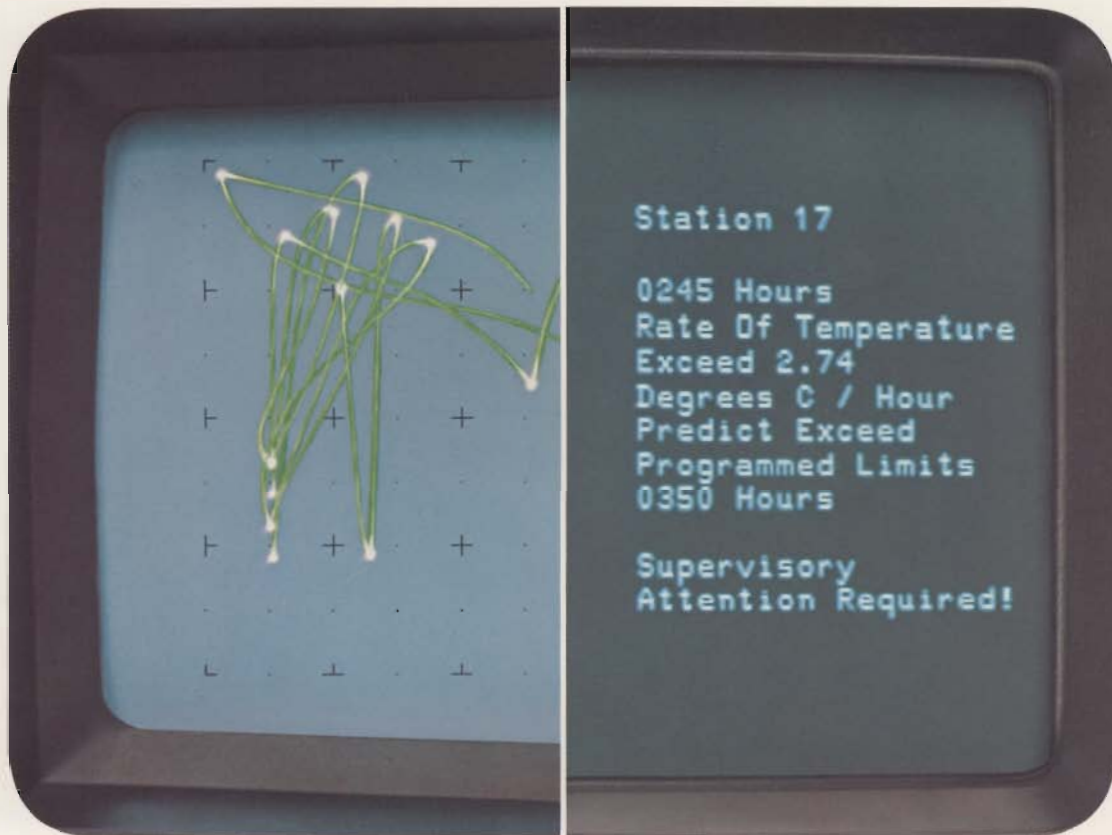 Station 17
0245 Hours
Rate Of Temperature
Exceed 2.74
Degrees C / Hour
Predict Exceed
Programmed Limits
0350 Hours
Supervisory
Attention Required!